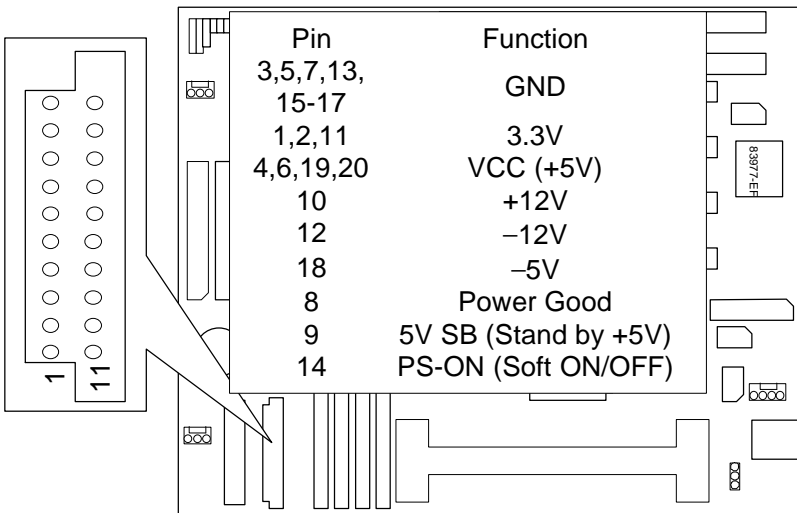 Pin Function
3,5,7,13,
15-17 GND
1,2,11 3.3V
4,6,19,20 VCC (+5V)
10 +12V
12 –12V
18 –5V
8 Power Good
9 5V SB (Stand by +5V)
14 PS-ON (Soft ON/OFF)
1 11
83977-EF